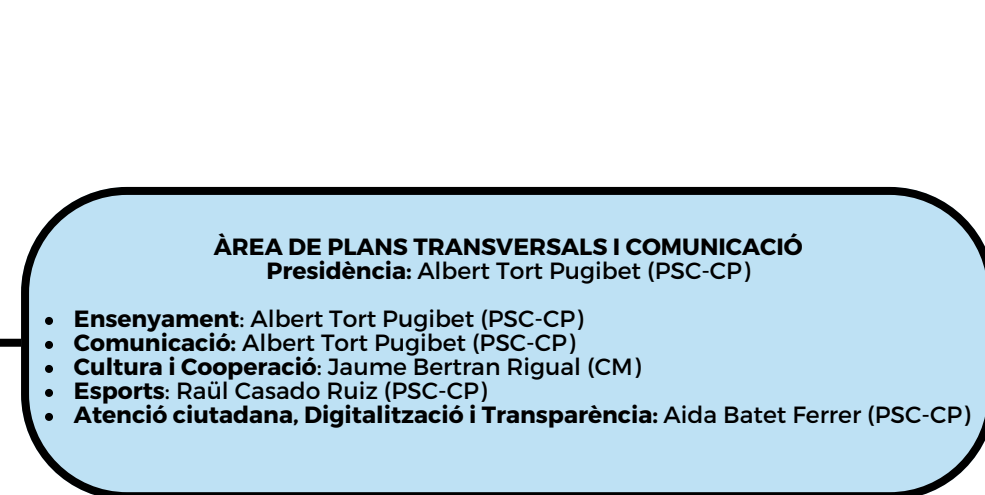 ÀREA DE PLANS TRANSVERSALS I COMUNICACIÓ
Presidència: Albert Tort Pugibet (PSC-CP)
• Ensenyament: Albert Tort Pugibet (PSC-CP)
• Comunicació: Albert Tort Pugibet (PSC-CP)
• Cultura i Cooperació: Jaume Bertran Rigual (CM)
• Esports: Raül Casado Ruiz (PSC-CP)
• Atenció ciutadana, Digitalització i Transparència: Aida Batet Ferrer (PSC-CP)